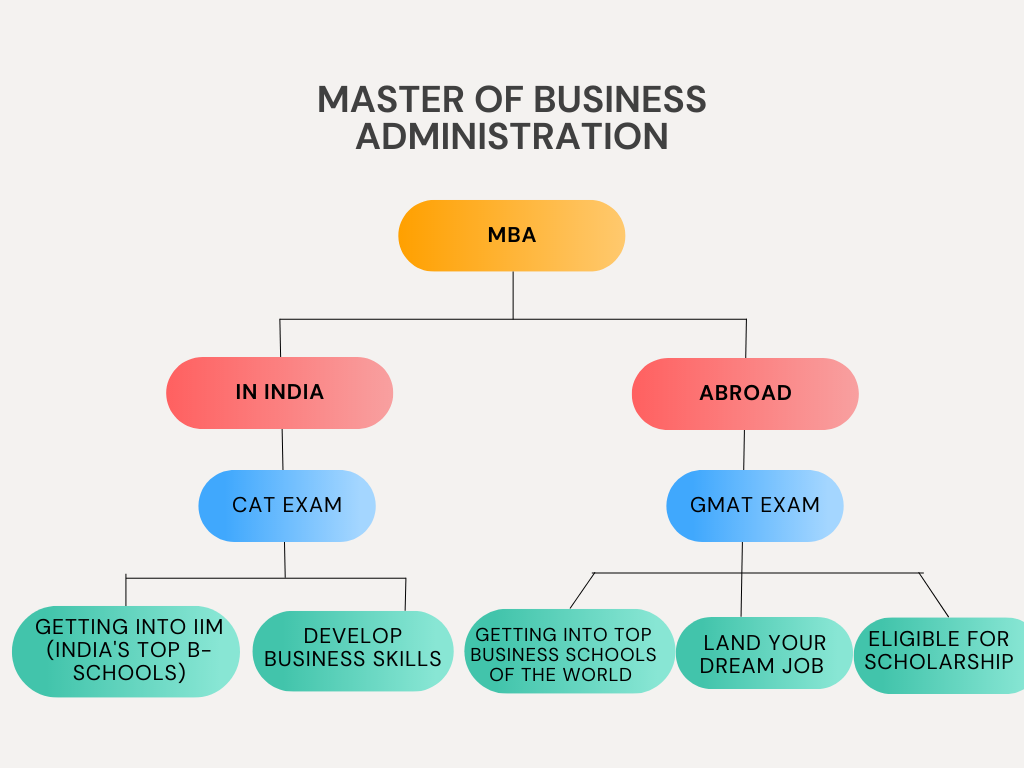 MASTER OF BUSINESS
ADMINISTRATION
MBA
IN INDIA
ABROAD
CAT EXAM
GMAT EXAM
GETTING INTO IIM
(INDIA'S TOP B-
SCHOOLS)
DEVELOP
BUSINESS SKILLS
GETTING INTO TOP
BUSINESS SCHOOLS
OF THE WORLD
LAND YOUR
DREAM JOB
ELIGIBLE FOR
SCHOLARSHIP